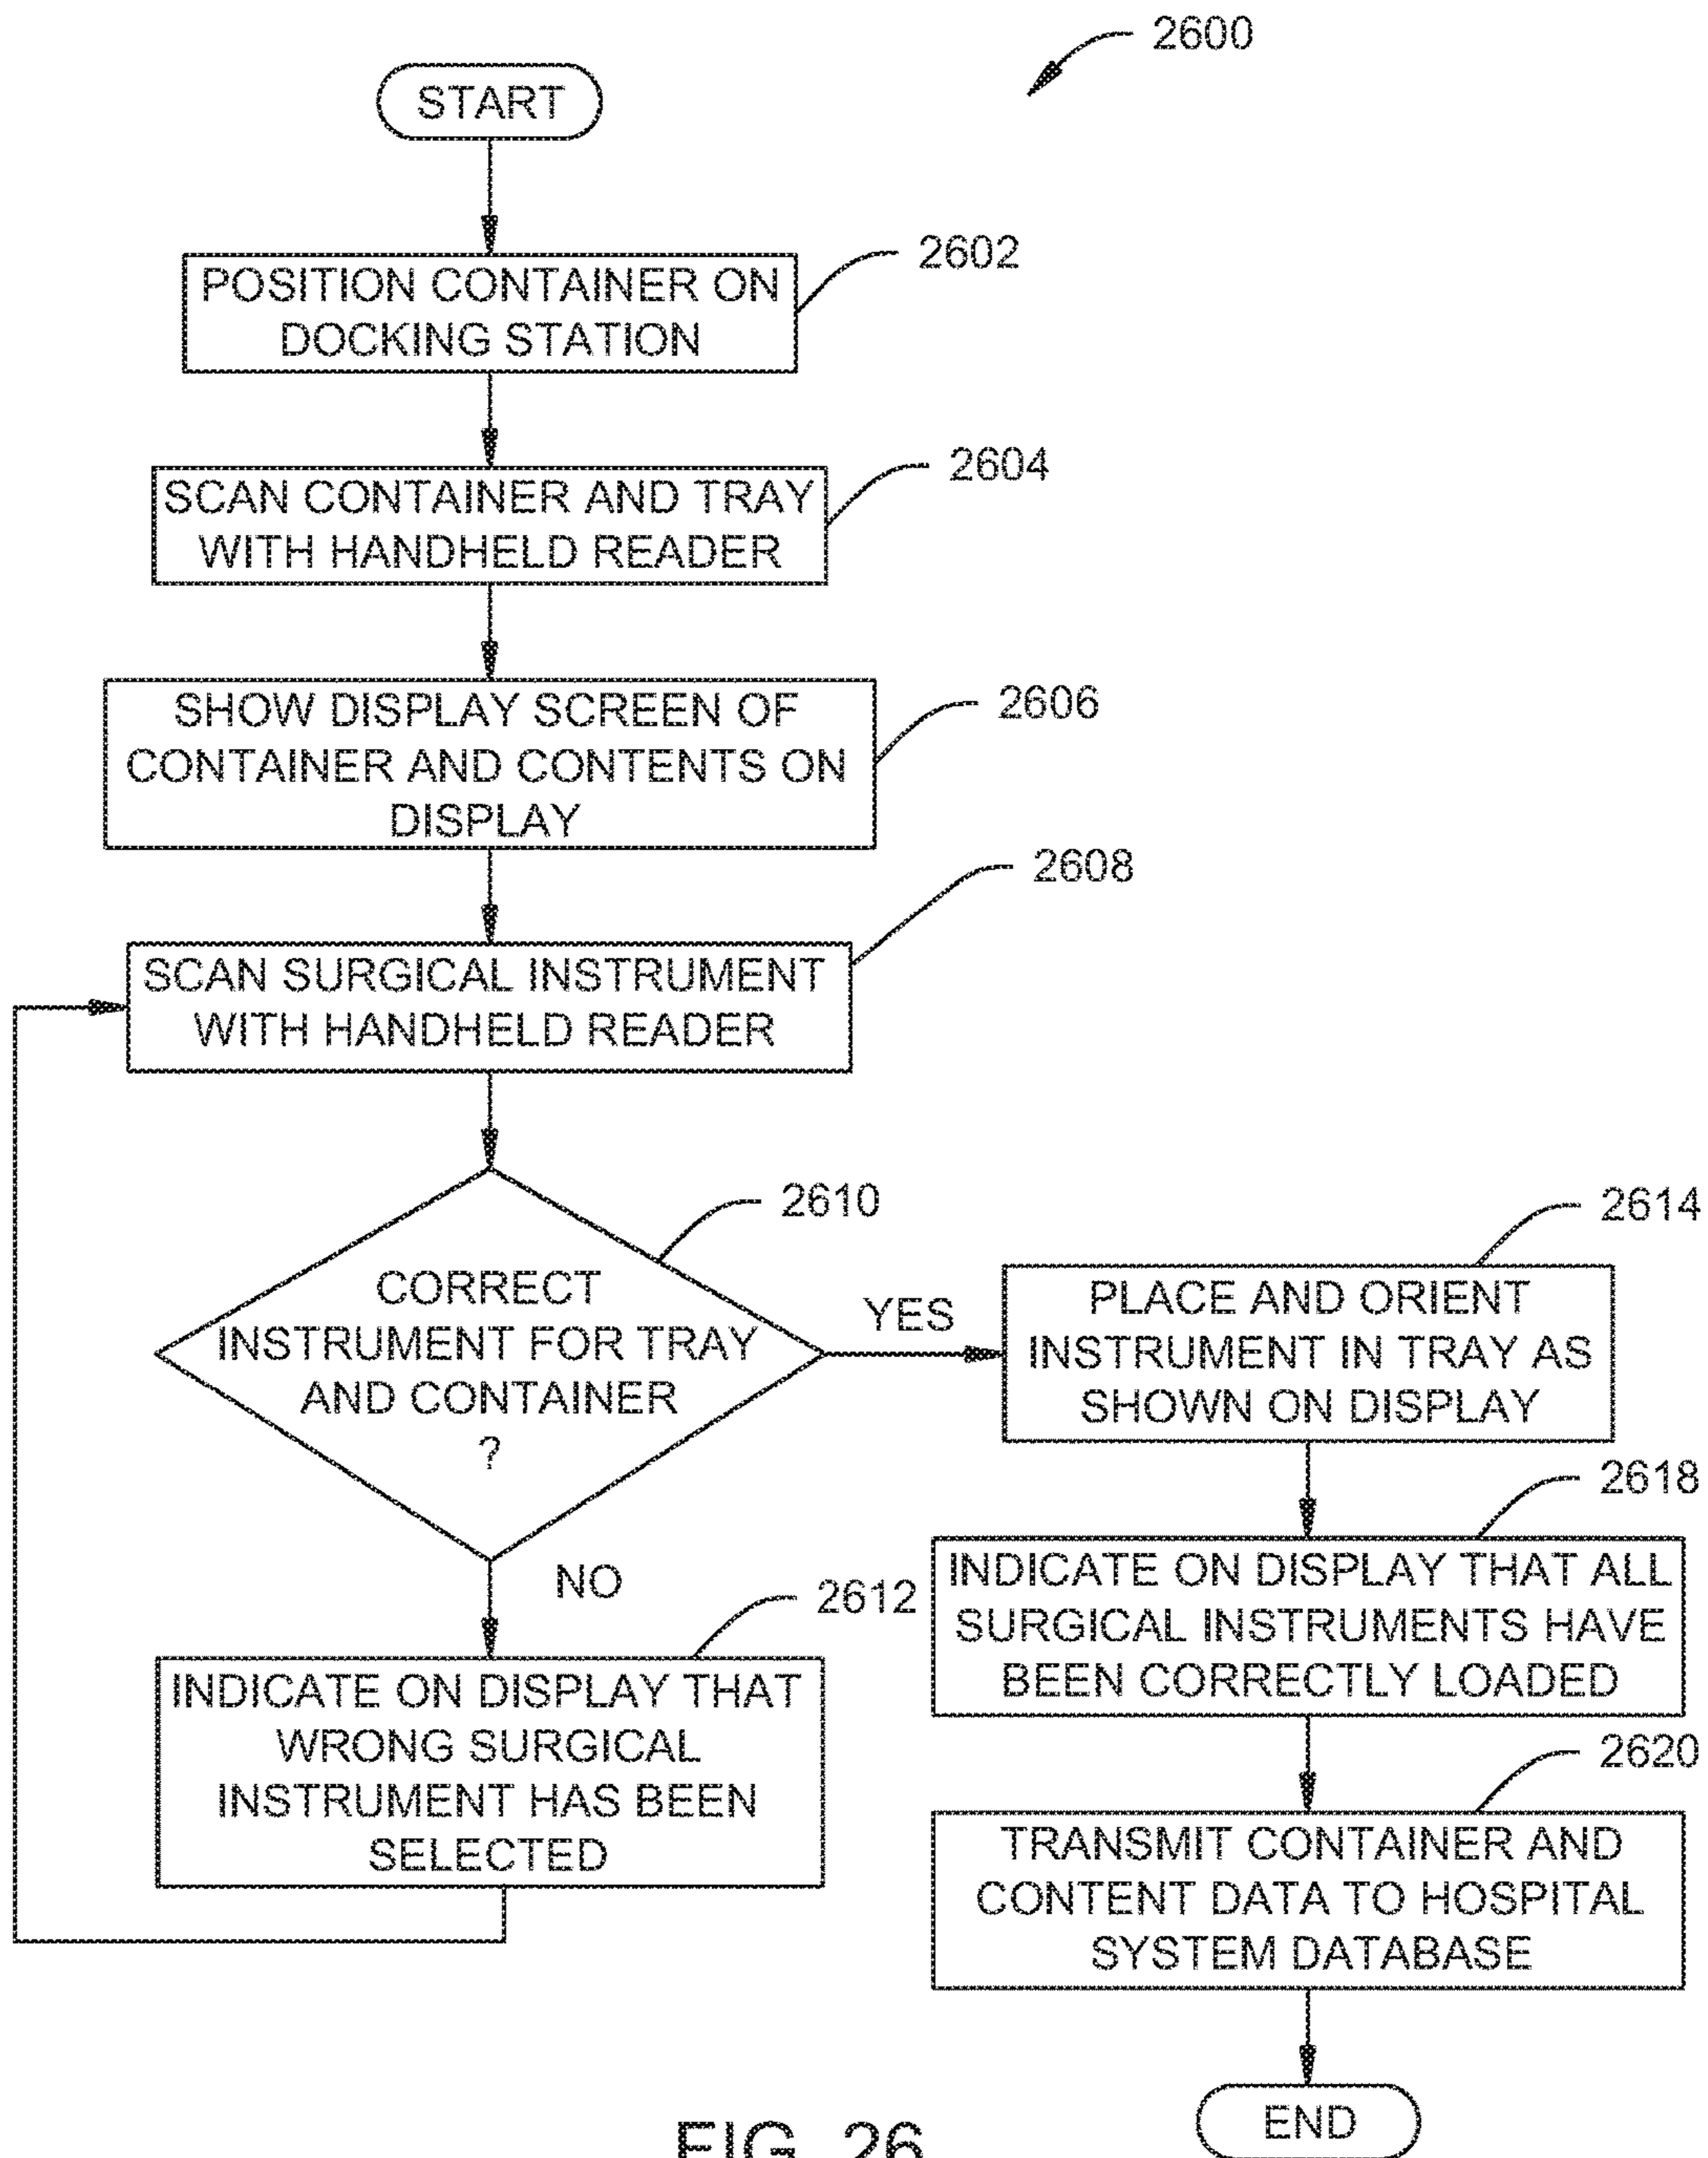 2600
START
2602
POSITION CONTAINER ON
DOCKING STATION
2604
SCAN CONTAINER AND TRAY
WITH HANDHELD READER
2606
SHOW DISPLAY SCREEN OF
CONTAINER AND CONTENTS ON
DISPLAY
2608
SCAN SURGICAL INSTRUMENT
WITH HANDHELD READER
2610
CORRECT
INSTRUMENT FOR TRAY
AND CONTAINER
?
NO
2612
INDICATE ON DISPLAY THAT
WRONG SURGICAL
INSTRUMENT HAS BEEN
SELECTED
YES
2614
PLACE AND ORIENT
INSTRUMENT IN TRAY AS
SHOWN ON DISPLAY
2618
INDICATE ON DISPLAY THAT ALL
SURGICAL INSTRUMENTS HAVE
BEEN CORRECTLY LOADED
2620
TRANSMIT CONTAINER AND
CONTENT DATA TO HOSPITAL
SYSTEM DATABASE
END
FIG. 26